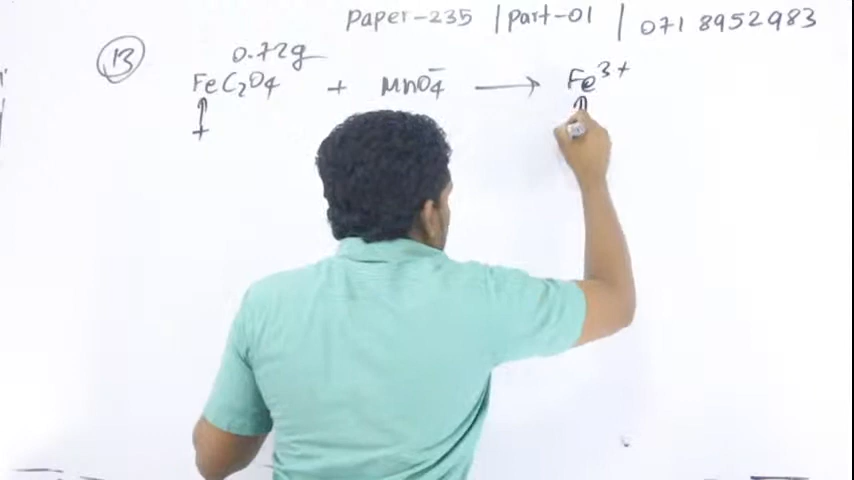 Paper-235 | Part-01 | 071 8952983
13
0.72g
FeC₂O₄ + MnO₄⁻ ⟶ Fe³⁺
↑ ↑
+